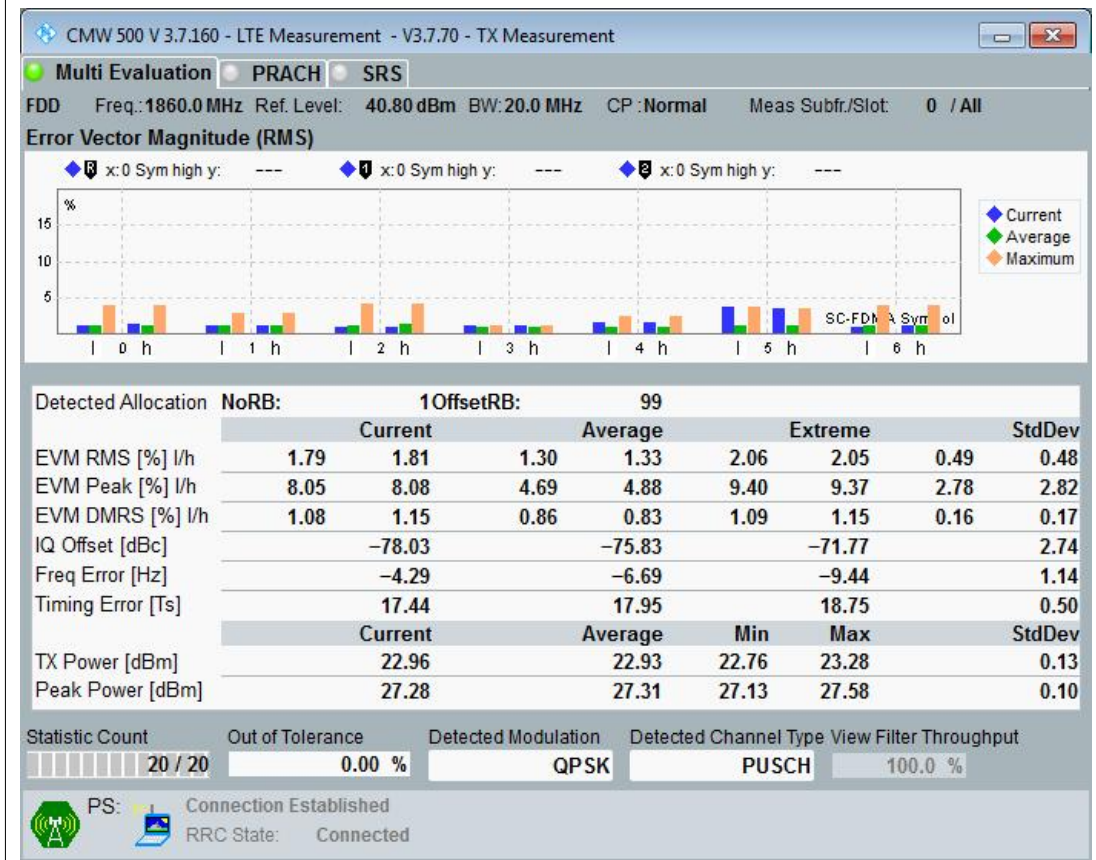 CMW 500 V 3.7.160 - LTE Measurement - V3.7.70 - TX Measurement
Multi Evaluation PRACH SRS
FDD Freq.: 1860.0 MHz Ref. Level: 40.80 dBm BW: 20.0 MHz CP : Normal Meas Subfr./Slot: 0 / All
Error Vector Magnitude (RMS)
R x: 0 Sym high y: --- 1 x: 0 Sym high y: --- 2 x: 0 Sym high y: ---
%
15
10
5
Current
Average
Maximum
SC-FDMA Symbol
l 0 h l 1 h l 2 h l 3 h l 4 h l 5 h l 6 h
Detected Allocation NoRB: 1 OffsetRB: 99
Current Average Extreme StdDev
EVM RMS [%] l/h 1.79 1.81 1.30 1.33 2.06 2.05 0.49 0.48
EVM Peak [%] l/h 8.05 8.08 4.69 4.88 9.40 9.37 2.78 2.82
EVM DMRS [%] l/h 1.08 1.15 0.86 0.83 1.09 1.15 0.16 0.17
IQ Offset [dBc] −78.03 −75.83 −71.77 2.74
Freq Error [Hz] −4.29 −6.69 −9.44 1.14
Timing Error [Ts] 17.44 17.95 18.75 0.50
Current Average Min Max StdDev
TX Power [dBm] 22.96 22.93 22.76 23.28 0.13
Peak Power [dBm] 27.28 27.31 27.13 27.58 0.10
Statistic Count Out of Tolerance Detected Modulation Detected Channel Type View Filter Throughput
20 / 20 0.00 % QPSK PUSCH 100.0 %
PS: Connection Established
RRC State: Connected